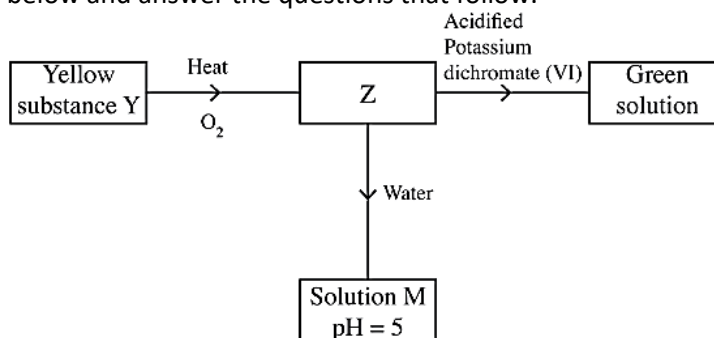 below and answer the questions that follow.
Acidified
Potassium
dichromate (VI)
Yellow
substance Y
Heat
O₂
Z
Green
solution
Water
Solution M
pH = 5